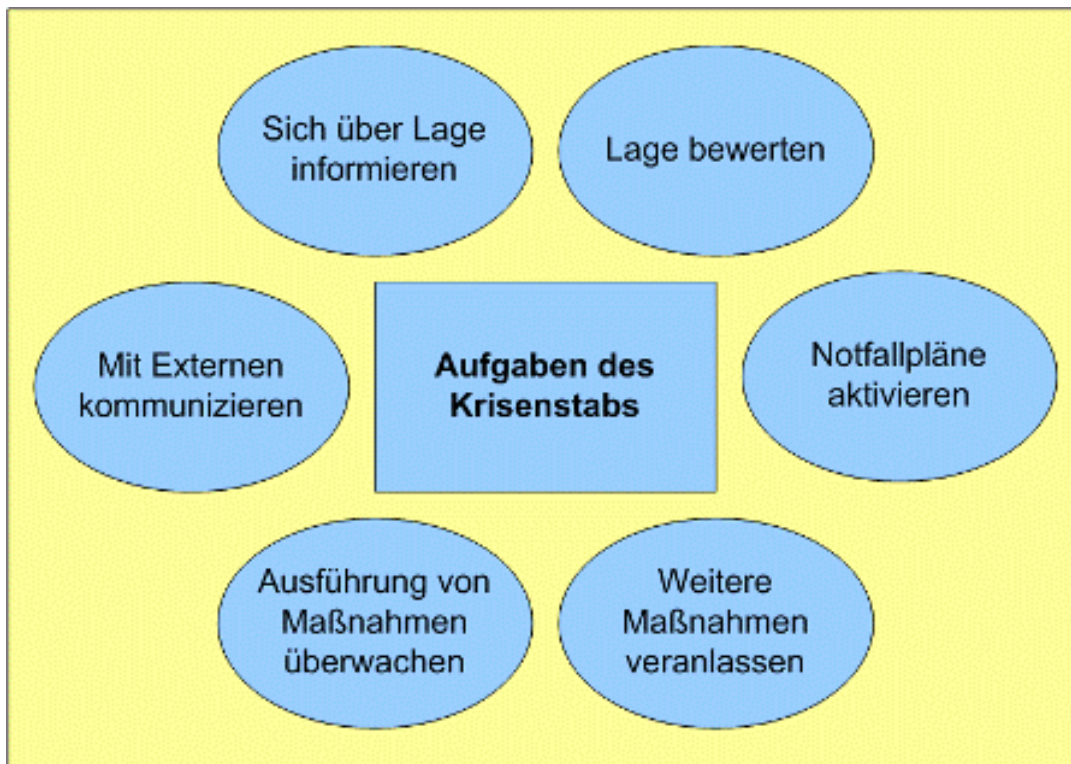 Sich über Lage
informieren
Lage bewerten
Mit Externen
kommunizieren
Aufgaben des
Krisenstabs
Notfallpläne
aktivieren
Ausführung von
Maßnahmen
überwachen
Weitere
Maßnahmen
veranlassen